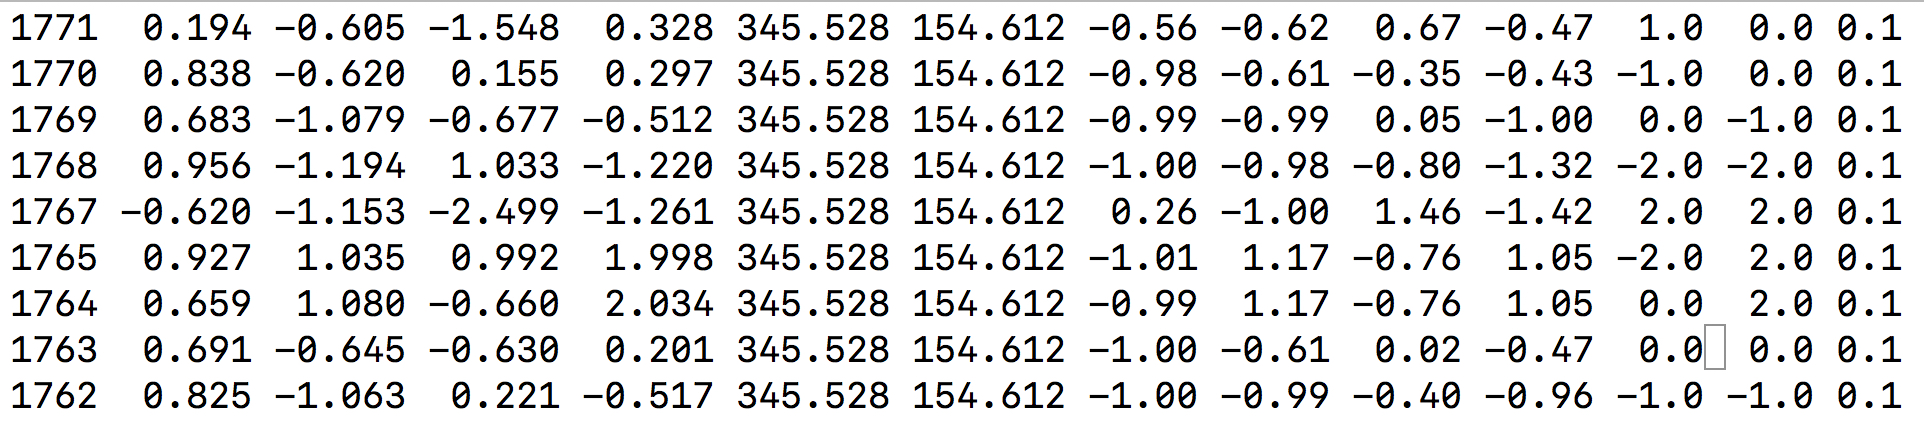 1771 0.194 −0.605 −1.548 0.328 345.528 154.612 −0.56 −0.62 0.67 −0.47 1.0 0.0 0.1
1770 0.838 −0.620 0.155 0.297 345.528 154.612 −0.98 −0.61 −0.35 −0.43 −1.0 0.0 0.1
1769 0.683 −1.079 −0.677 −0.512 345.528 154.612 −0.99 −0.99 0.05 −1.00 0.0 −1.0 0.1
1768 0.956 −1.194 1.033 −1.220 345.528 154.612 −1.00 −0.98 −0.80 −1.32 −2.0 −2.0 0.1
1767 −0.620 −1.153 −2.499 −1.261 345.528 154.612 0.26 −1.00 1.46 −1.42 2.0 2.0 0.1
1765 0.927 1.035 0.992 1.998 345.528 154.612 −1.01 1.17 −0.76 1.05 −2.0 2.0 0.1
1764 0.659 1.080 −0.660 2.034 345.528 154.612 −0.99 1.17 −0.76 1.05 0.0 2.0 0.1
1763 0.691 −0.645 −0.630 0.201 345.528 154.612 −1.00 −0.61 0.02 −0.47 0.0 0.0 0.1
1762 0.825 −1.063 0.221 −0.517 345.528 154.612 −1.00 −0.99 −0.40 −0.96 −1.0 −1.0 0.1